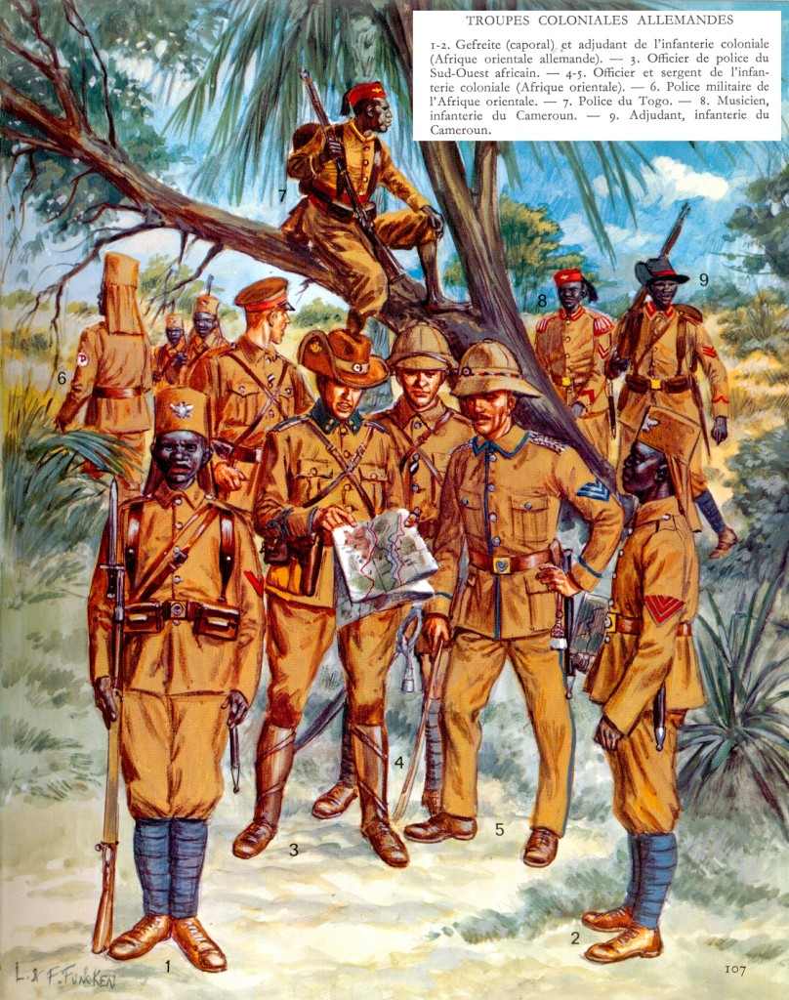 TROUPES COLONIALES ALLEMANDES
1-2. Gefreite (caporal) et adjudant de l'infanterie coloniale
(Afrique orientale allemande). — 3. Officier de police du
Sud-Ouest africain. — 4-5. Officier et sergent de l'infan-
terie coloniale (Afrique orientale). — 6. Police militaire de
l'Afrique orientale. — 7. Police du Togo. — 8. Musicien,
infanterie du Cameroun. — 9. Adjudant, infanterie du
Cameroun.
7
9
8
6
P
4
5
3
2
1
L. & F. FUNCKEN
107